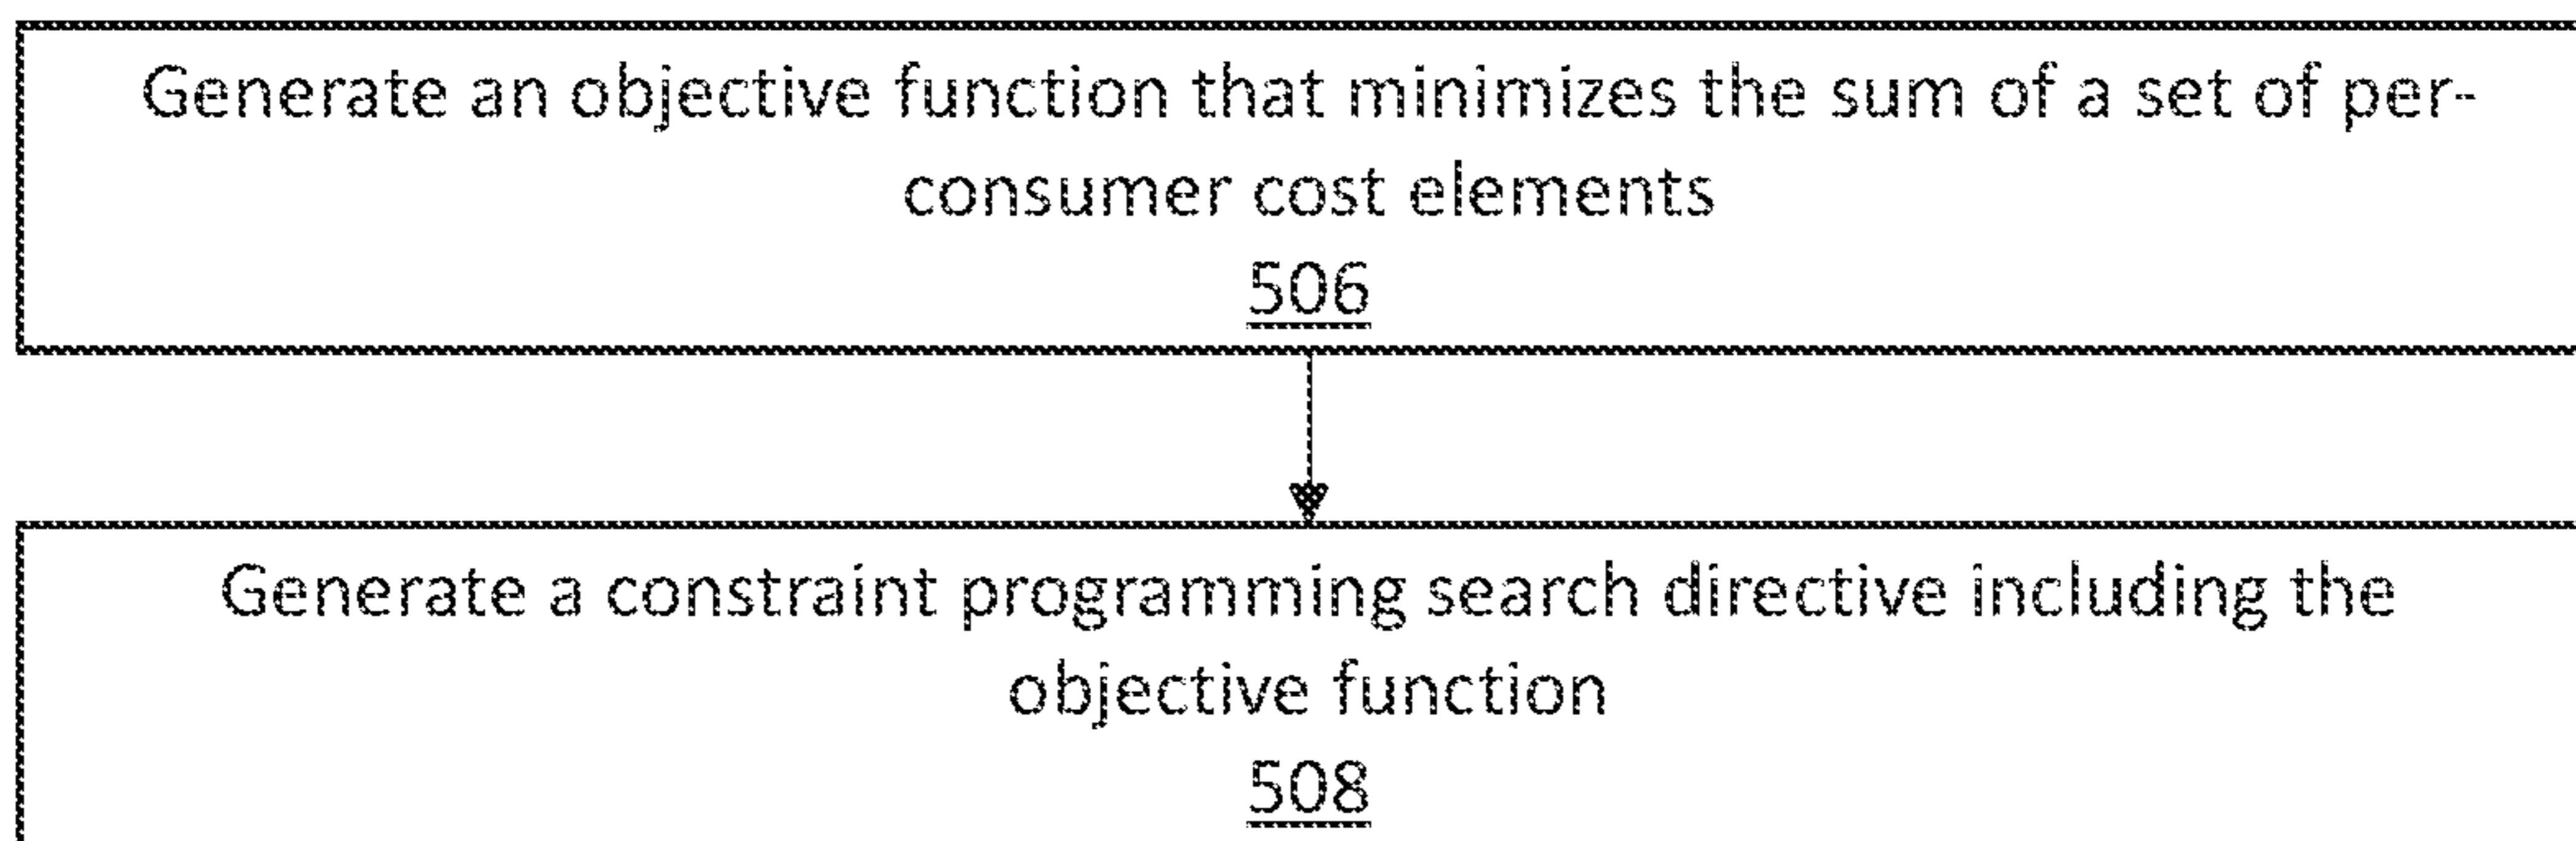 Generate an objective function that minimizes the sum of a set of per-
consumer cost elements
506
Generate a constraint programming search directive including the
objective function
508